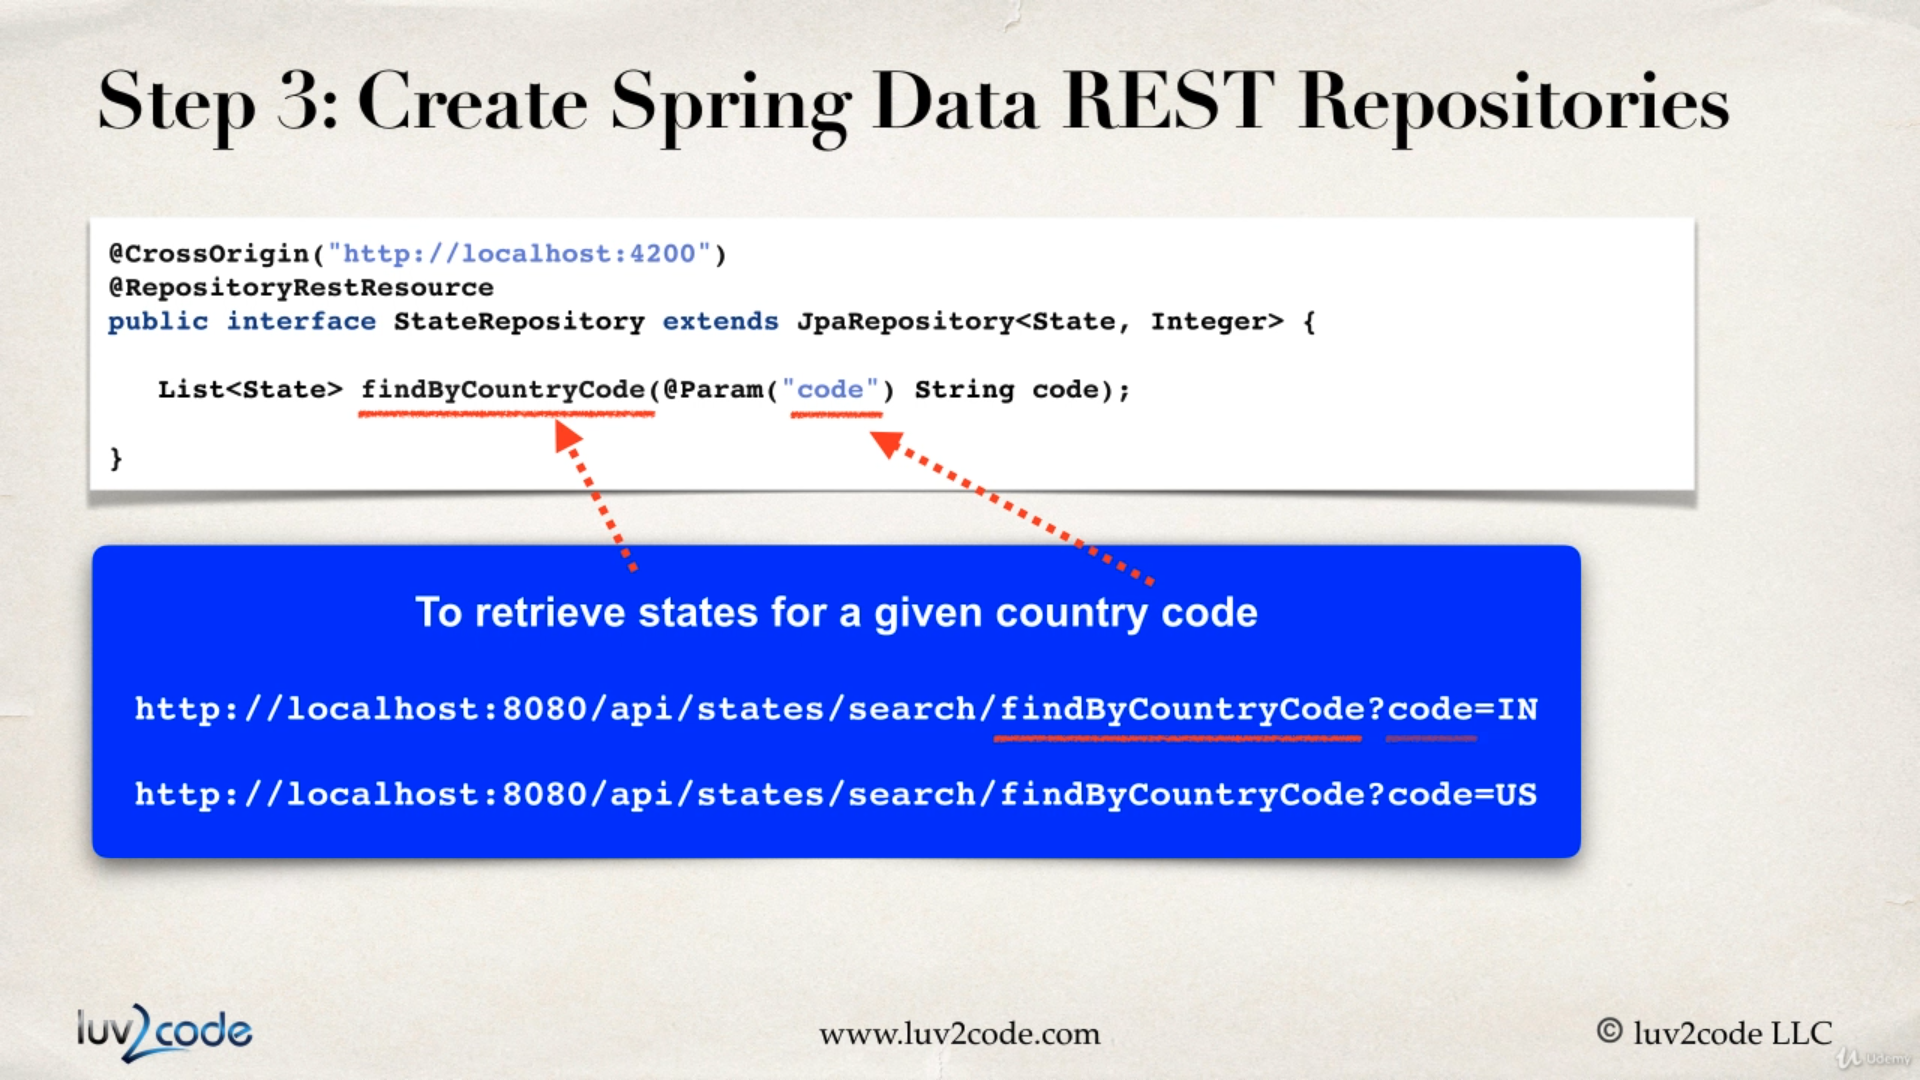 Step 3: Create Spring Data REST Repositories
@CrossOrigin("http://localhost:4200")
@RepositoryRestResource
public interface StateRepository extends JpaRepository<State, Integer> {
List<State> findByCountryCode(@Param("code") String code);
}
To retrieve states for a given country code
http://localhost:8080/api/states/search/findByCountryCode?code=IN
http://localhost:8080/api/states/search/findByCountryCode?code=US
luv2code
www.luv2code.com
© luv2code LLC
Udemy